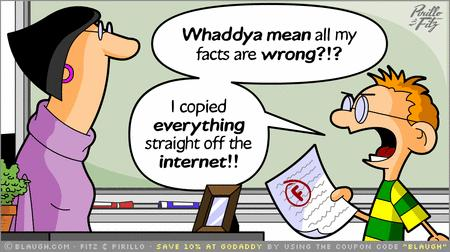 Pirillo
& Fitz
Whaddya mean all my
facts are wrong?!?
I copied
everything
straight off the
internet!!
F
© BLAUGH.COM - FITZ & PIRILLO - SAVE 10% AT GODADDY BY USING THE COUPON CODE "BLAUGH"